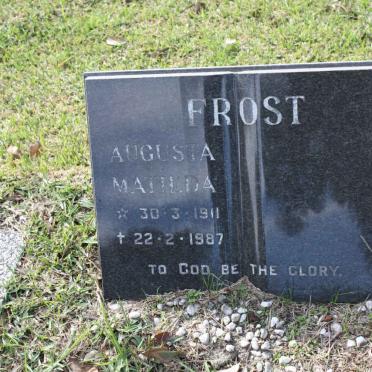 FROST
AUGUSTA
MATILDA
☆ 30·3·1911
✝ 22·2·1987
TO GOD BE THE GLORY.